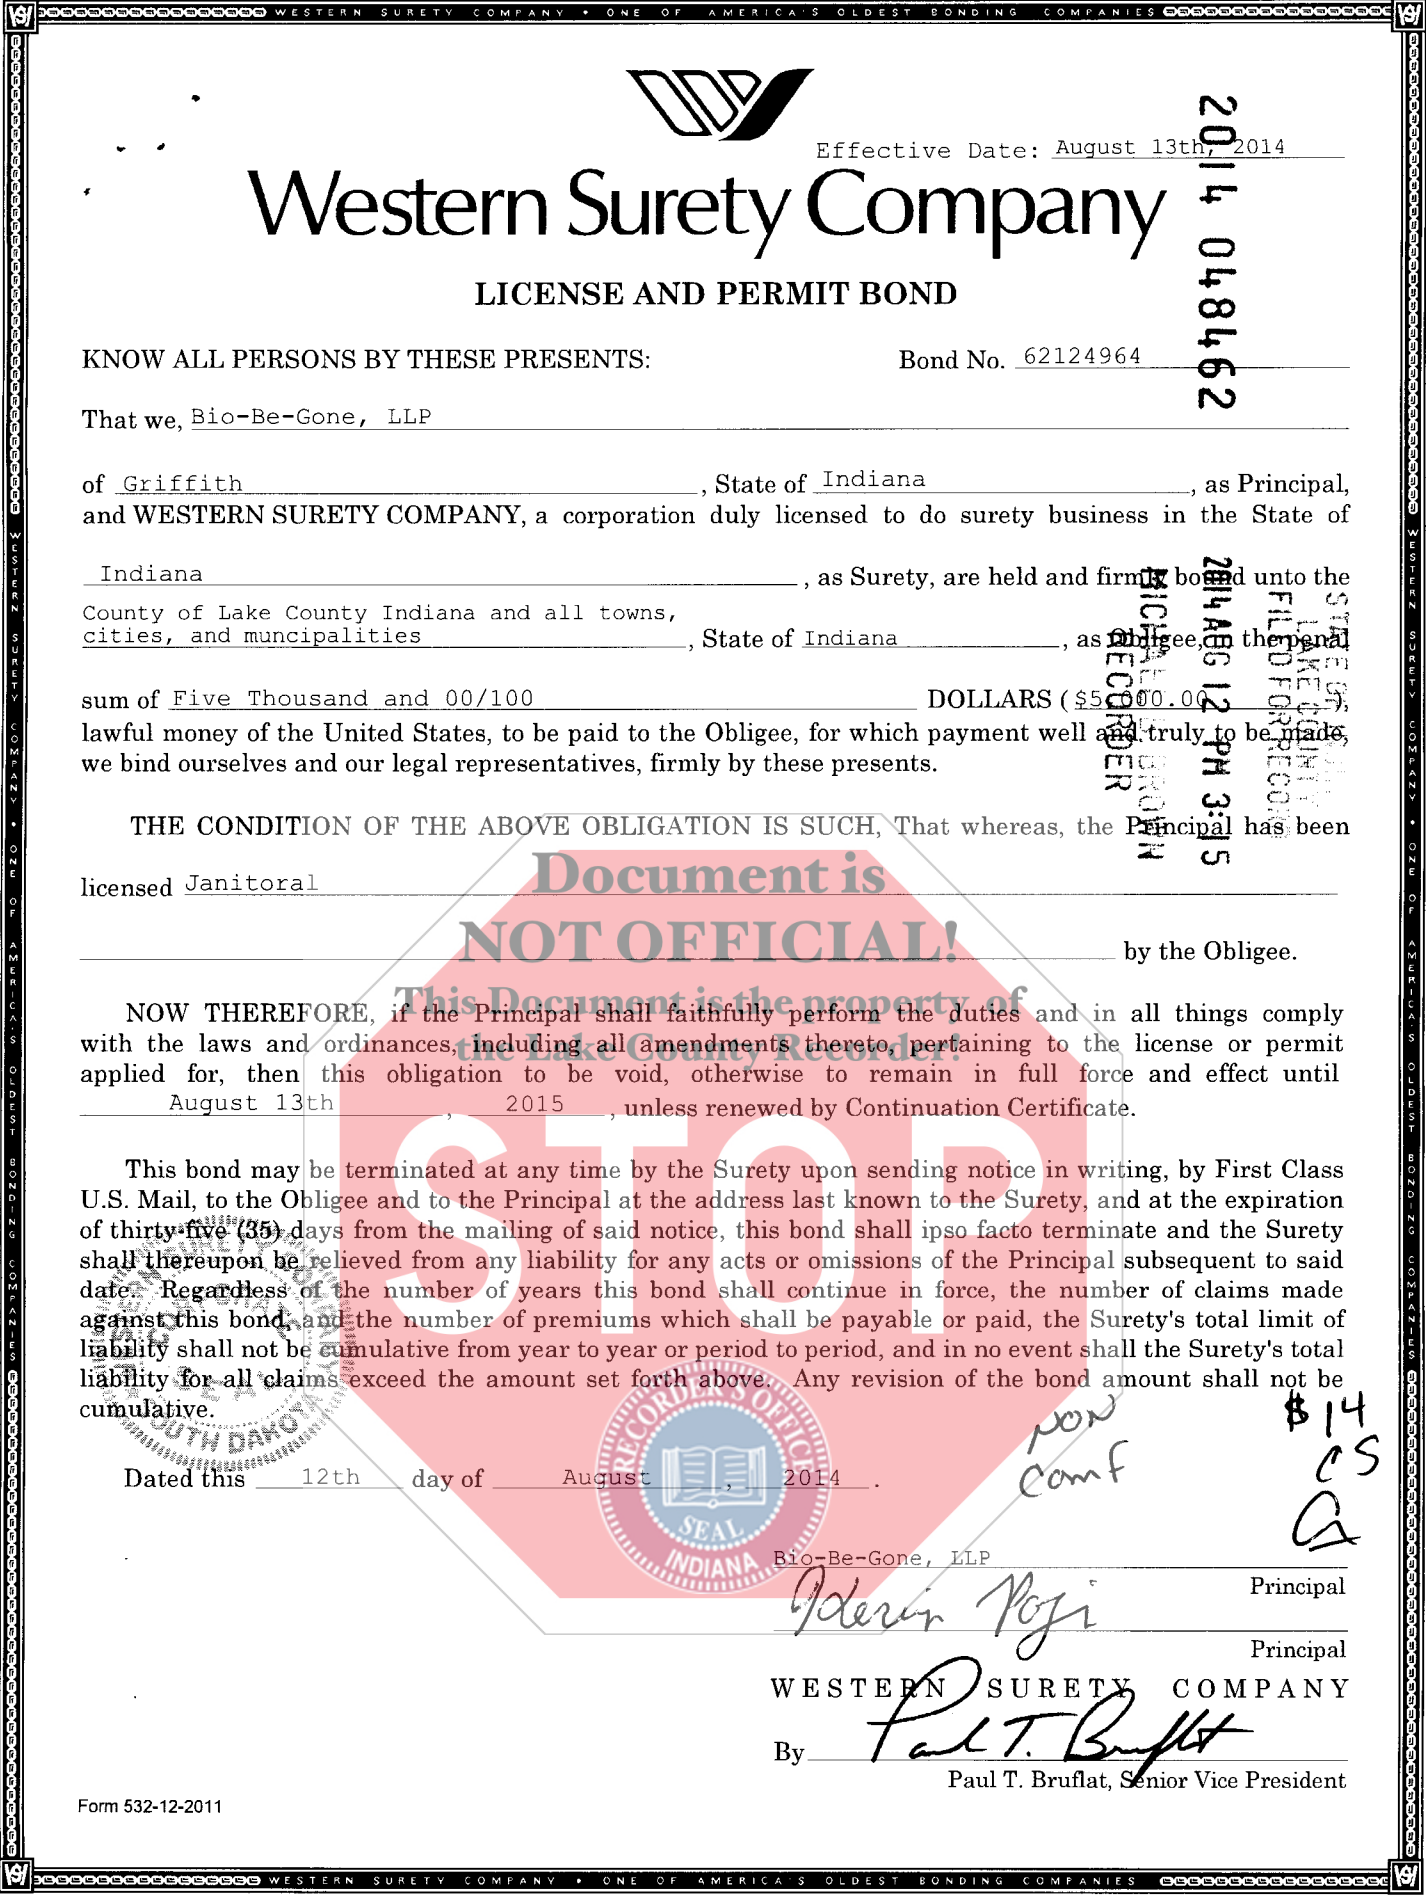 WESTERN SURETY COMPANY • ONE OF AMERICA'S OLDEST BONDING COMPANIES
Effective Date: August 13th, 2014
Western Surety Company
LICENSE AND PERMIT BOND
2014 048462
KNOW ALL PERSONS BY THESE PRESENTS: Bond No. 62124964
That we, Bio-Be-Gone, LLP
of Griffith, State of Indiana, as Principal,
and WESTERN SURETY COMPANY, a corporation duly licensed to do surety business in the State of
Indiana, as Surety, are held and firmly bound unto the
County of Lake County Indiana and all towns,
cities, and muncipalities, State of Indiana, as Obligee, in the penal
sum of Five Thousand and 00/100 DOLLARS ($5,000.00),
lawful money of the United States, to be paid to the Obligee, for which payment well and truly to be made,
we bind ourselves and our legal representatives, firmly by these presents.
STATE OF
LAKE COUNTY
FILED FOR RECORD
2014 AUG 12 PM 3:15
MICHAEL B BROWN
RECORDER
THE CONDITION OF THE ABOVE OBLIGATION IS SUCH, That whereas, the Principal has been
licensed Janitoral
by the Obligee.
Document is
NOT OFFICIAL!
This Document is the property of
the Lake County Recorder!
STOP
NOW THEREFORE, if the Principal shall faithfully perform the duties and in all things comply
with the laws and ordinances, including all amendments thereto, pertaining to the license or permit
applied for, then this obligation to be void, otherwise to remain in full force and effect until
August 13th, 2015, unless renewed by Continuation Certificate.
This bond may be terminated at any time by the Surety upon sending notice in writing, by First Class
U.S. Mail, to the Obligee and to the Principal at the address last known to the Surety, and at the expiration
of thirty-five (35) days from the mailing of said notice, this bond shall ipso facto terminate and the Surety
shall thereupon be relieved from any liability for any acts or omissions of the Principal subsequent to said
date. Regardless of the number of years this bond shall continue in force, the number of claims made
against this bond, and the number of premiums which shall be payable or paid, the Surety's total limit of
liability shall not be cumulative from year to year or period to period, and in no event shall the Surety's total
liability for all claims exceed the amount set forth above. Any revision of the bond amount shall not be
cumulative.
WESTERN SURETY COMPANY
CORPORATE
SEAL
SOUTH DAKOTA
NON
Comf
$14
CS
Dated this 12th day of August, 2014.
RECORDER'S OFFICE
SEAL
INDIANA
Bio-Be-Gone, LLP
Principal
Principal
WESTERN SURETY COMPANY
By Paul T. Bruflat
Paul T. Bruflat, Senior Vice President
Form 532-12-2011
WESTERN SURETY COMPANY • ONE OF AMERICA'S OLDEST BONDING COMPANIES